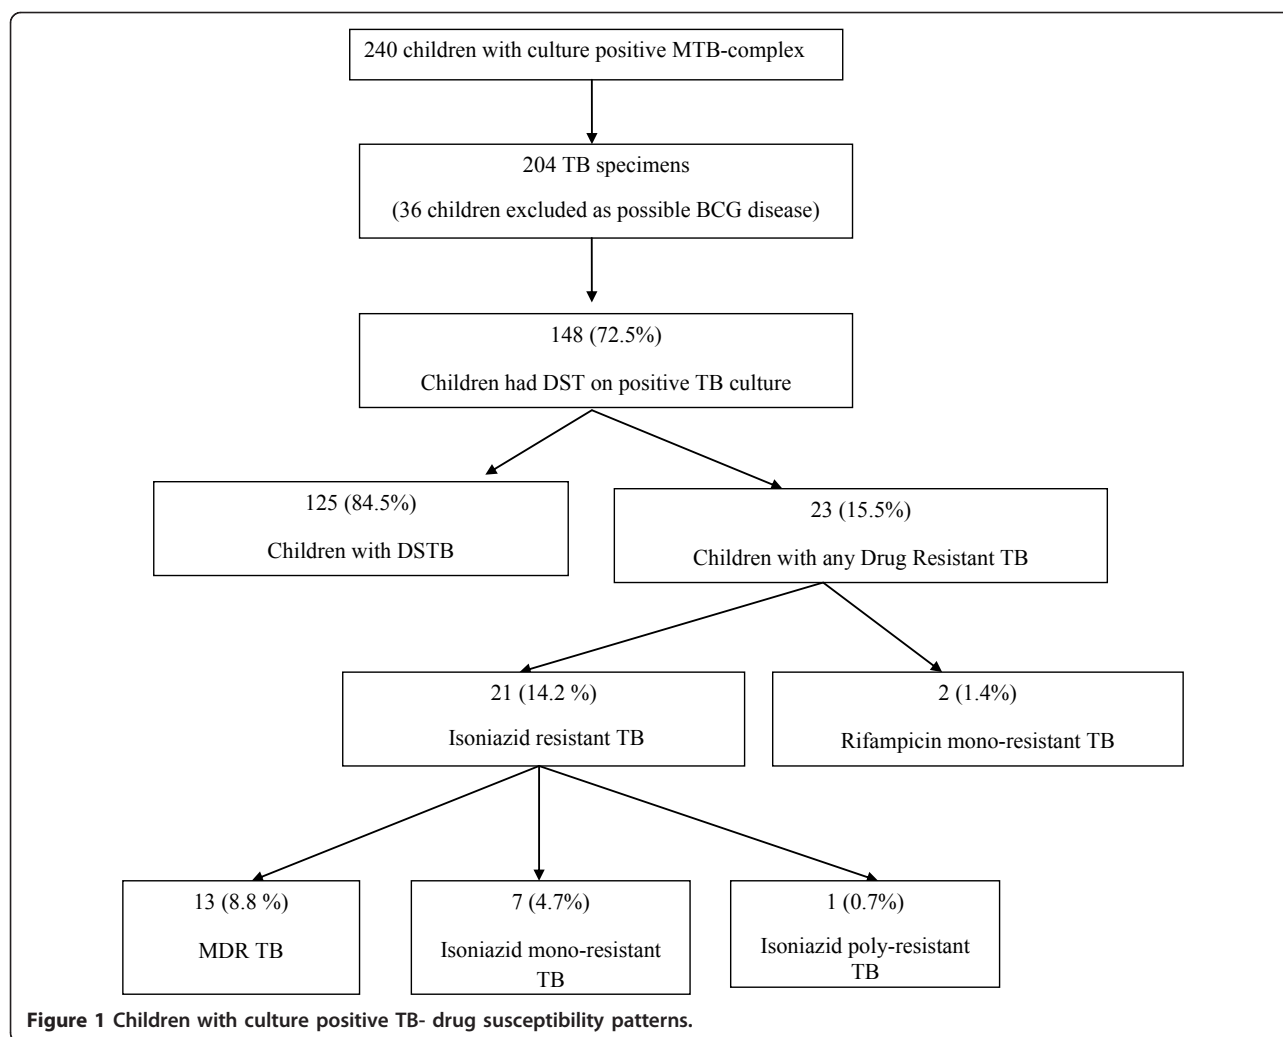 240 children with culture positive MTB-complex
204 TB specimens
(36 children excluded as possible BCG disease)
148 (72.5%)
Children had DST on positive TB culture
125 (84.5%)
Children with DSTB
23 (15.5%)
Children with any Drug Resistant TB
21 (14.2 %)
Isoniazid resistant TB
2 (1.4%)
Rifampicin mono-resistant TB
13 (8.8 %)
MDR TB
7 (4.7%)
Isoniazid mono-resistant
TB
1 (0.7%)
Isoniazid poly-resistant
TB
Figure 1 Children with culture positive TB- drug susceptibility patterns.